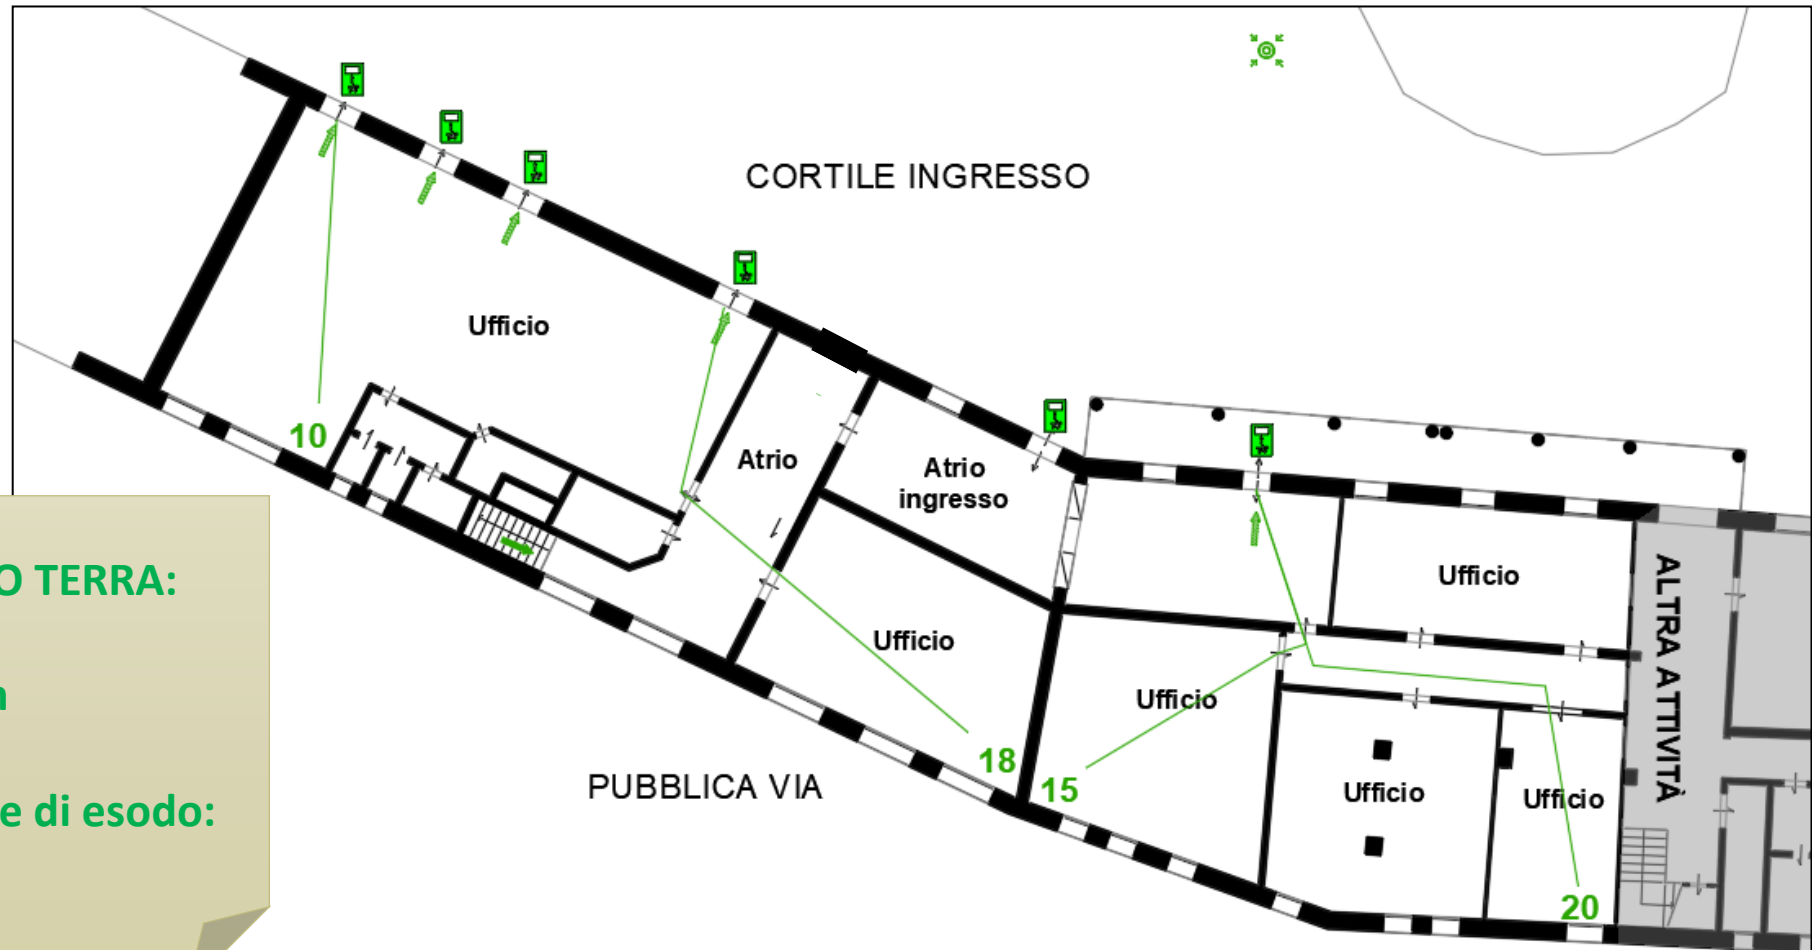 CORTILE INGRESSO
Ufficio
10
Atrio
Atrio
ingresso
Ufficio
ALTRA ATTIVITÀ
Ufficio
Ufficio
18
15
PUBBLICA VIA
Ufficio
Ufficio
20
O TERRA:
e di esodo: